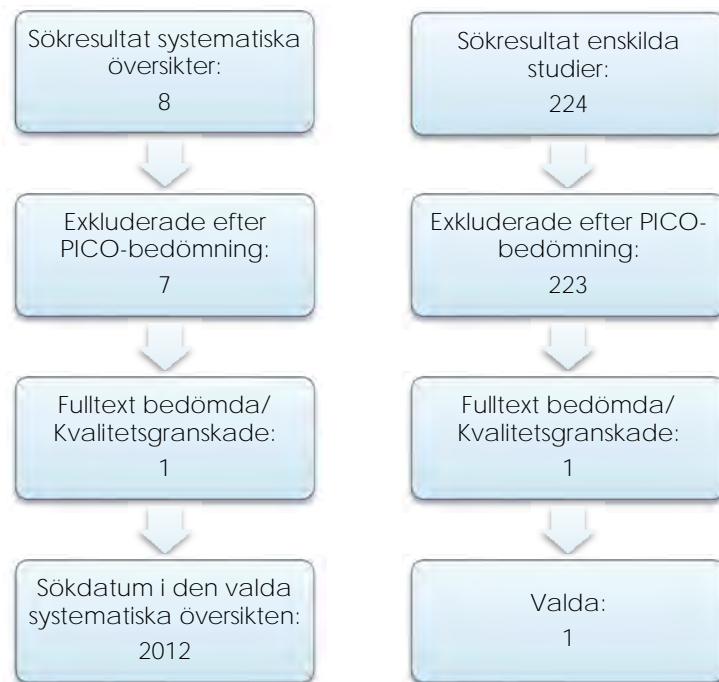 Sökresultat systematiska
översikter:
8
Exkluderade efter
PICO-bedömning:
7
Fulltext bedömda/
Kvalitetsgranskade:
1
Sökdatum i den valda
systematiska översikten:
2012
Sökresultat enskilda
studier:
224
Exkluderade efter PICO-
bedömning:
223
Fulltext bedömda/
Kvalitetsgranskade:
1
Valda:
1